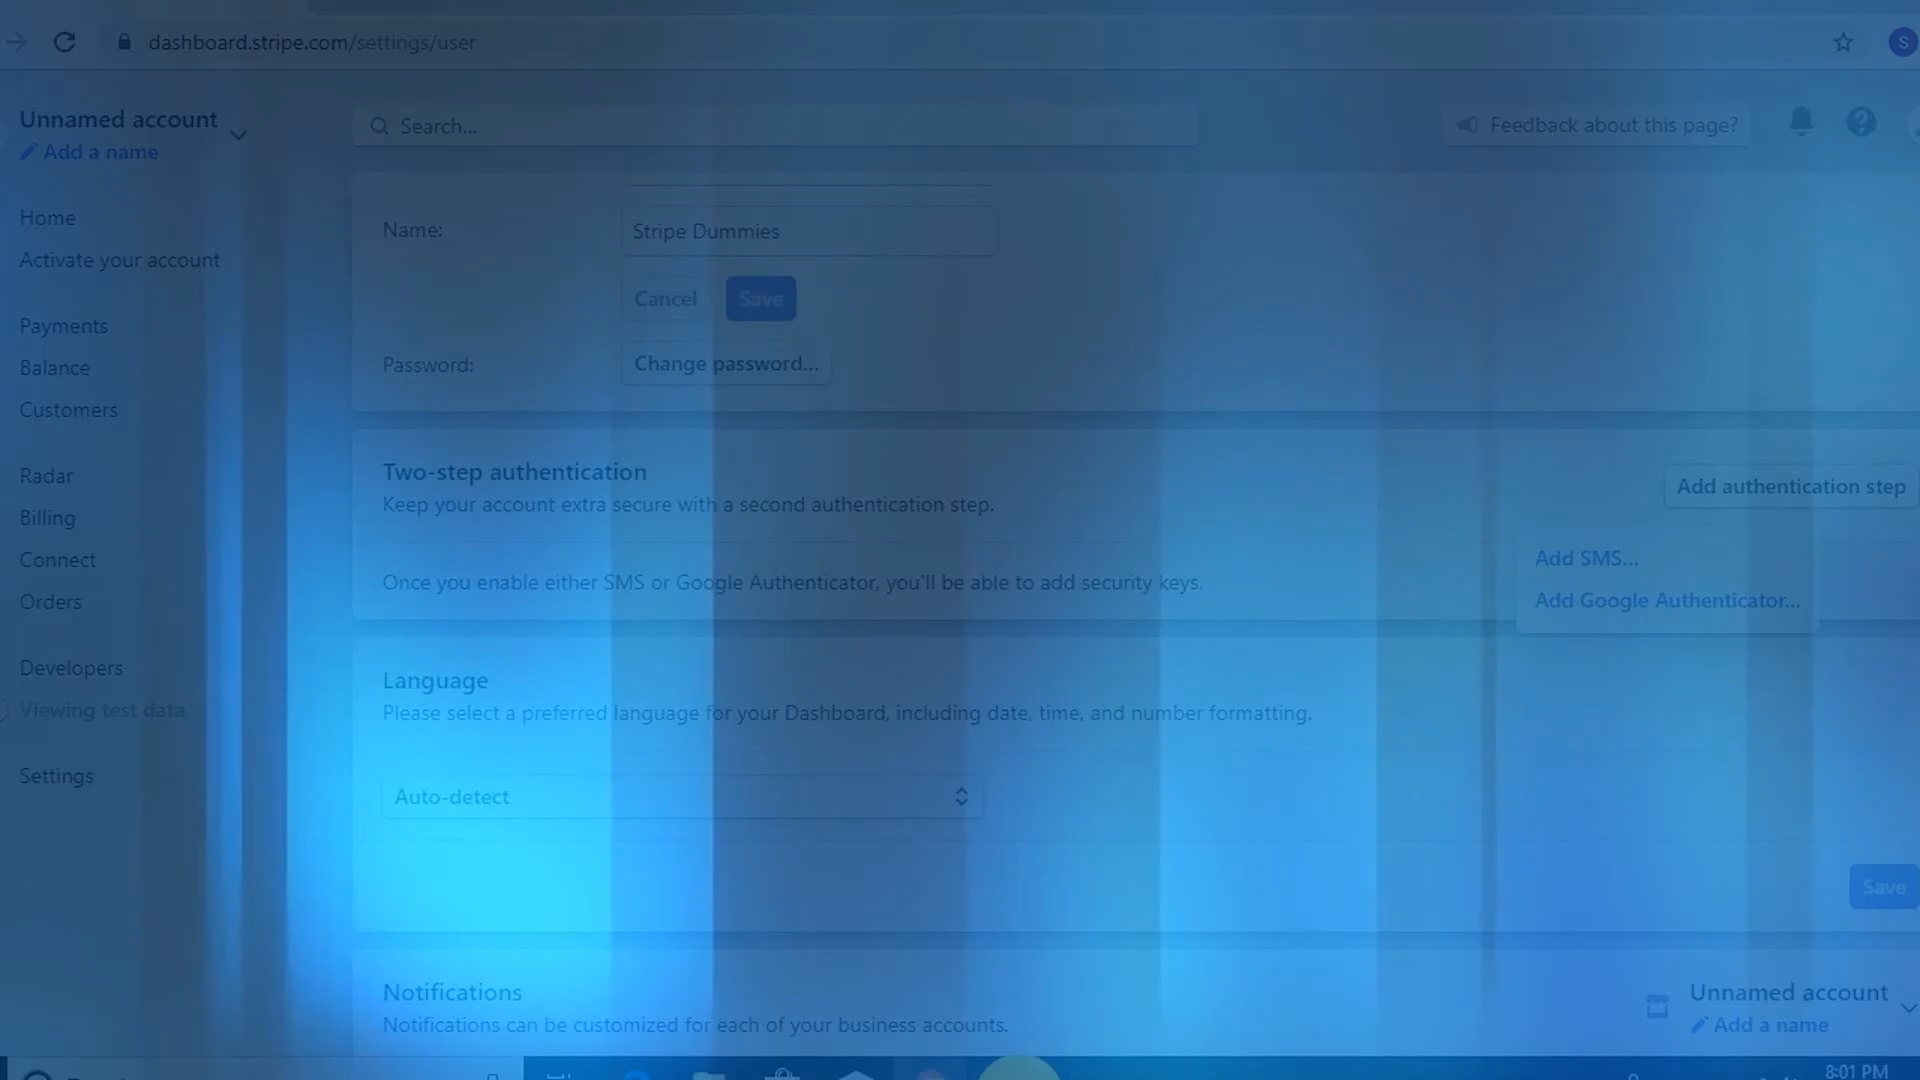 dashboard.stripe.com/settings/user
S
Unnamed account
Add a name
Search...
Feedback about this page?
Home
Activate your account
Payments
Balance
Customers
Radar
Billing
Connect
Orders
Developers
Viewing test data
Settings
Name:
Stripe Dummies
Cancel
Save
Password:
Change password...
Two-step authentication
Keep your account extra secure with a second authentication step.
Add authentication step
Once you enable either SMS or Google Authenticator, you'll be able to add security keys.
Add SMS...
Add Google Authenticator...
Language
Please select a preferred language for your Dashboard, including date, time, and number formatting.
Auto-detect
Save
Notifications
Notifications can be customized for each of your business accounts.
Unnamed account
Add a name
8:01 PM